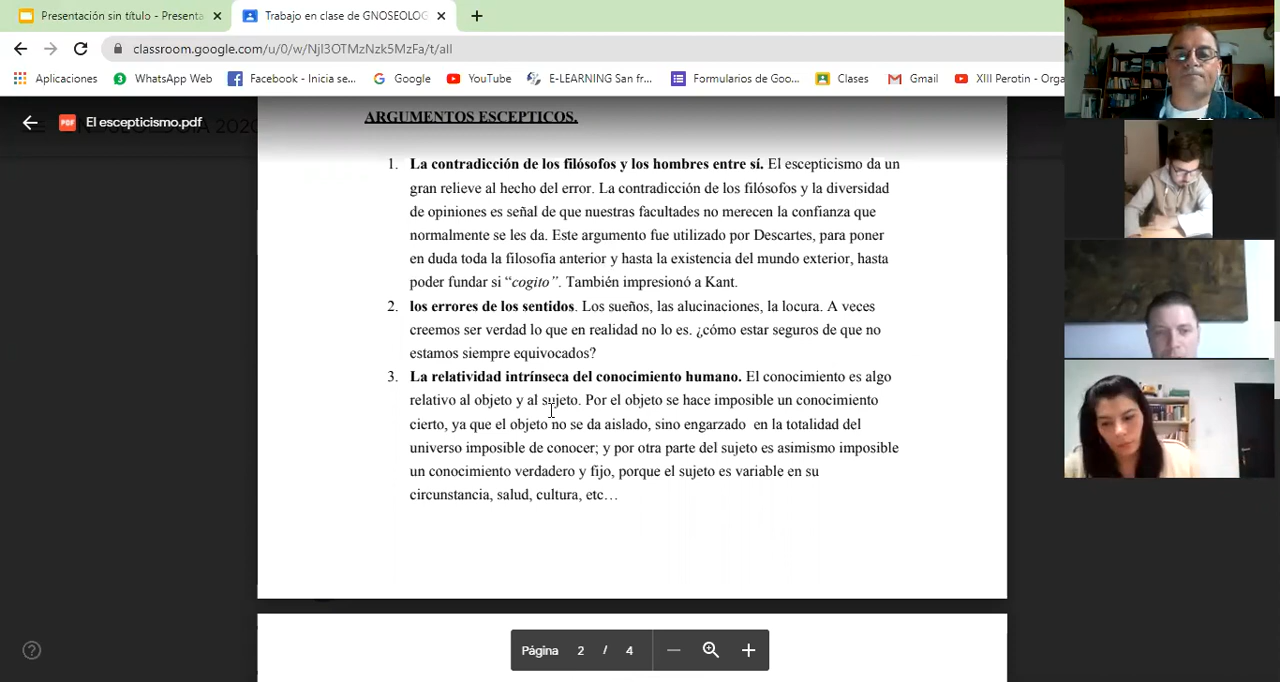 Presentación sin título - Presenta
Trabajo en clase de GNOSEOLOG
classroom.google.com/u/0/w/NjI3OTMzNzk5MzFa/t/all
Aplicaciones
WhatsApp Web
Facebook - Inicia se...
Google
YouTube
E-LEARNING San fr...
Formularios de Goo...
Clases
Gmail
XIII Perotin - Orga
El escepticismo.pdf
ARGUMENTOS ESCEPTICOS.
1. La contradicción de los filósofos y los hombres entre sí. El escepticismo da un
gran relieve al hecho del error. La contradicción de los filósofos y la diversidad
de opiniones es señal de que nuestras facultades no merecen la confianza que
normalmente se les da. Este argumento fue utilizado por Descartes, para poner
en duda toda la filosofía anterior y hasta la existencia del mundo exterior, hasta
poder fundar si “cogito”. También impresionó a Kant.
2. los errores de los sentidos. Los sueños, las alucinaciones, la locura. A veces
creemos ser verdad lo que en realidad no lo es. ¿cómo estar seguros de que no
estamos siempre equivocados?
3. La relatividad intrínseca del conocimiento humano. El conocimiento es algo
relativo al objeto y al sujeto. Por el objeto se hace imposible un conocimiento
cierto, ya que el objeto no se da aislado, sino engarzado en la totalidad del
universo imposible de conocer; y por otra parte del sujeto es asimismo imposible
un conocimiento verdadero y fijo, porque el sujeto es variable en su
circunstancia, salud, cultura, etc…
Página 2 / 4